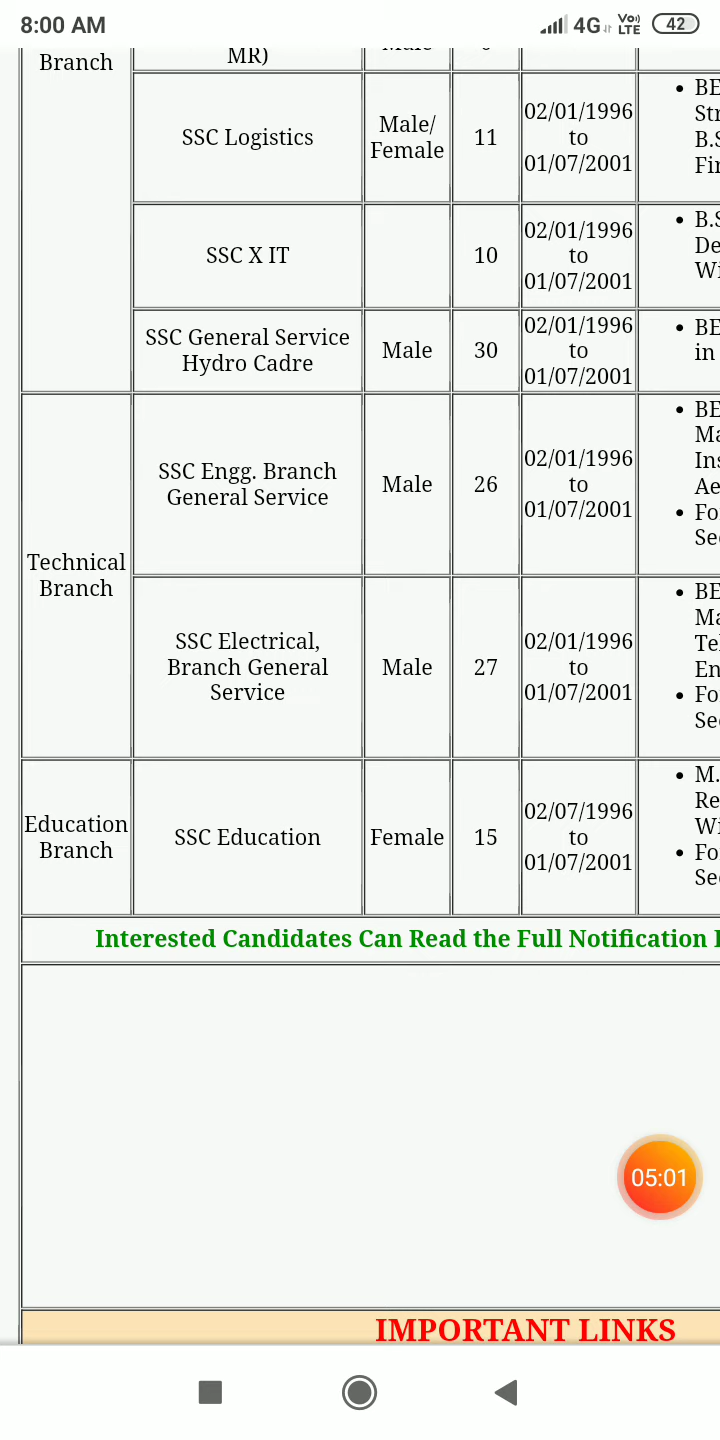 8:00 AM
4G
Vo)
LTE
42
Branch
MR)
SSC Logistics
Male/
Female
11
02/01/1996
to
01/07/2001
• BE
Str
B.S
Fir
SSC X IT
10
02/01/1996
to
01/07/2001
• B.S
De
Wi
SSC General Service
Hydro Cadre
Male
30
02/01/1996
to
01/07/2001
• BE
in
Technical
Branch
SSC Engg. Branch
General Service
Male
26
02/01/1996
to
01/07/2001
• BE
Ma
Ins
Ae
• Fo
Sec
SSC Electrical,
Branch General
Service
Male
27
02/01/1996
to
01/07/2001
• BE
Ma
Tel
En
• Fo
Sec
Education
Branch
SSC Education
Female
15
02/07/1996
to
01/07/2001
• M.
Re
Wi
• Fo
Sec
Interested Candidates Can Read the Full Notification
05:01
IMPORTANT LINKS